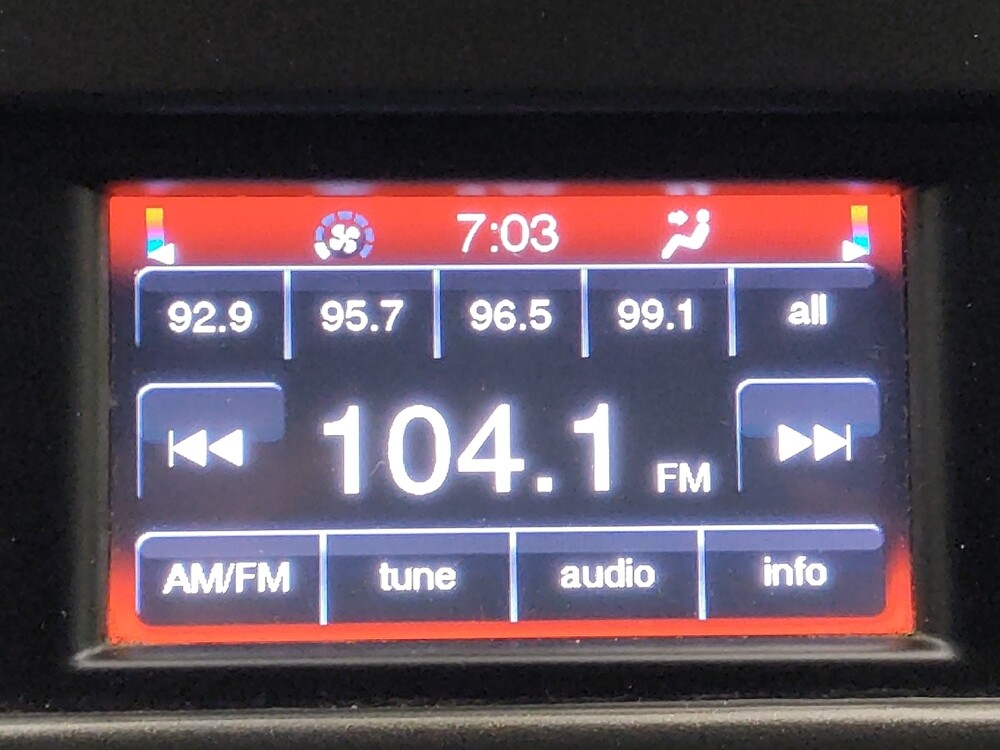 7:03
92.9 95.7 96.5 99.1 all
104.1 FM
AM/FM tune audio info